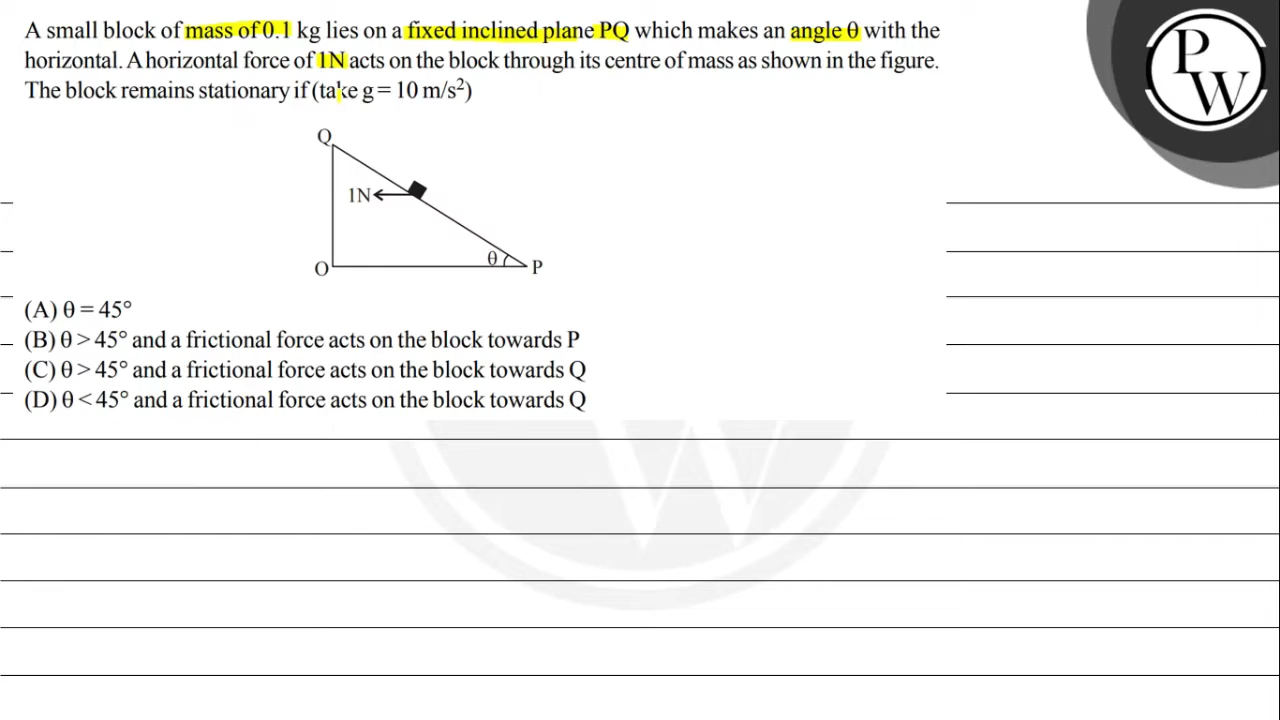 A small block of mass of 0.1 kg lies on a fixed inclined plane PQ which makes an angle θ with the
horizontal. A horizontal force of 1N acts on the block through its centre of mass as shown in the figure.
The block remains stationary if (take g = 10 m/s²)
P
W
Q
1N
θ
O
P
(A) θ = 45°
(B) θ > 45° and a frictional force acts on the block towards P
(C) θ > 45° and a frictional force acts on the block towards Q
(D) θ < 45° and a frictional force acts on the block towards Q
W